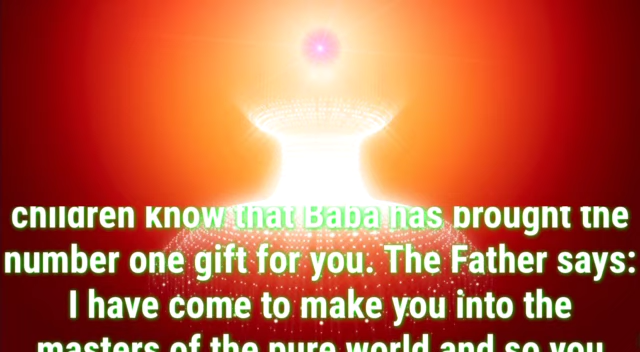 children know that Baba has brought the
number one gift for you. The Father says:
I have come to make you into the
masters of the pure world and so you